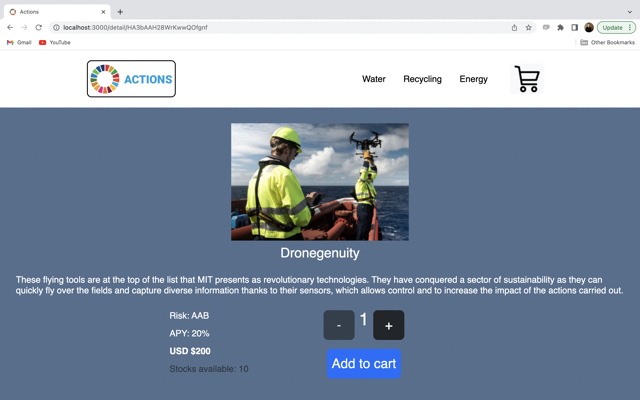 Actions
localhost:3000/detail/HA3bAAH28WrKwwQOfgnf
Update
Gmail
YouTube
Other Bookmarks
ACTIONS
Water
Recycling
Energy
Dronegenuity
These flying tools are at the top of the list that MIT presents as revolutionary technologies. They have conquered a sector of sustainability as they can
quickly fly over the fields and capture diverse information thanks to their sensors, which allows control and to increase the impact of the actions carried out.
Risk: AAB
- 1 +
APY: 20%
USD $200
Add to cart
Stocks available: 10